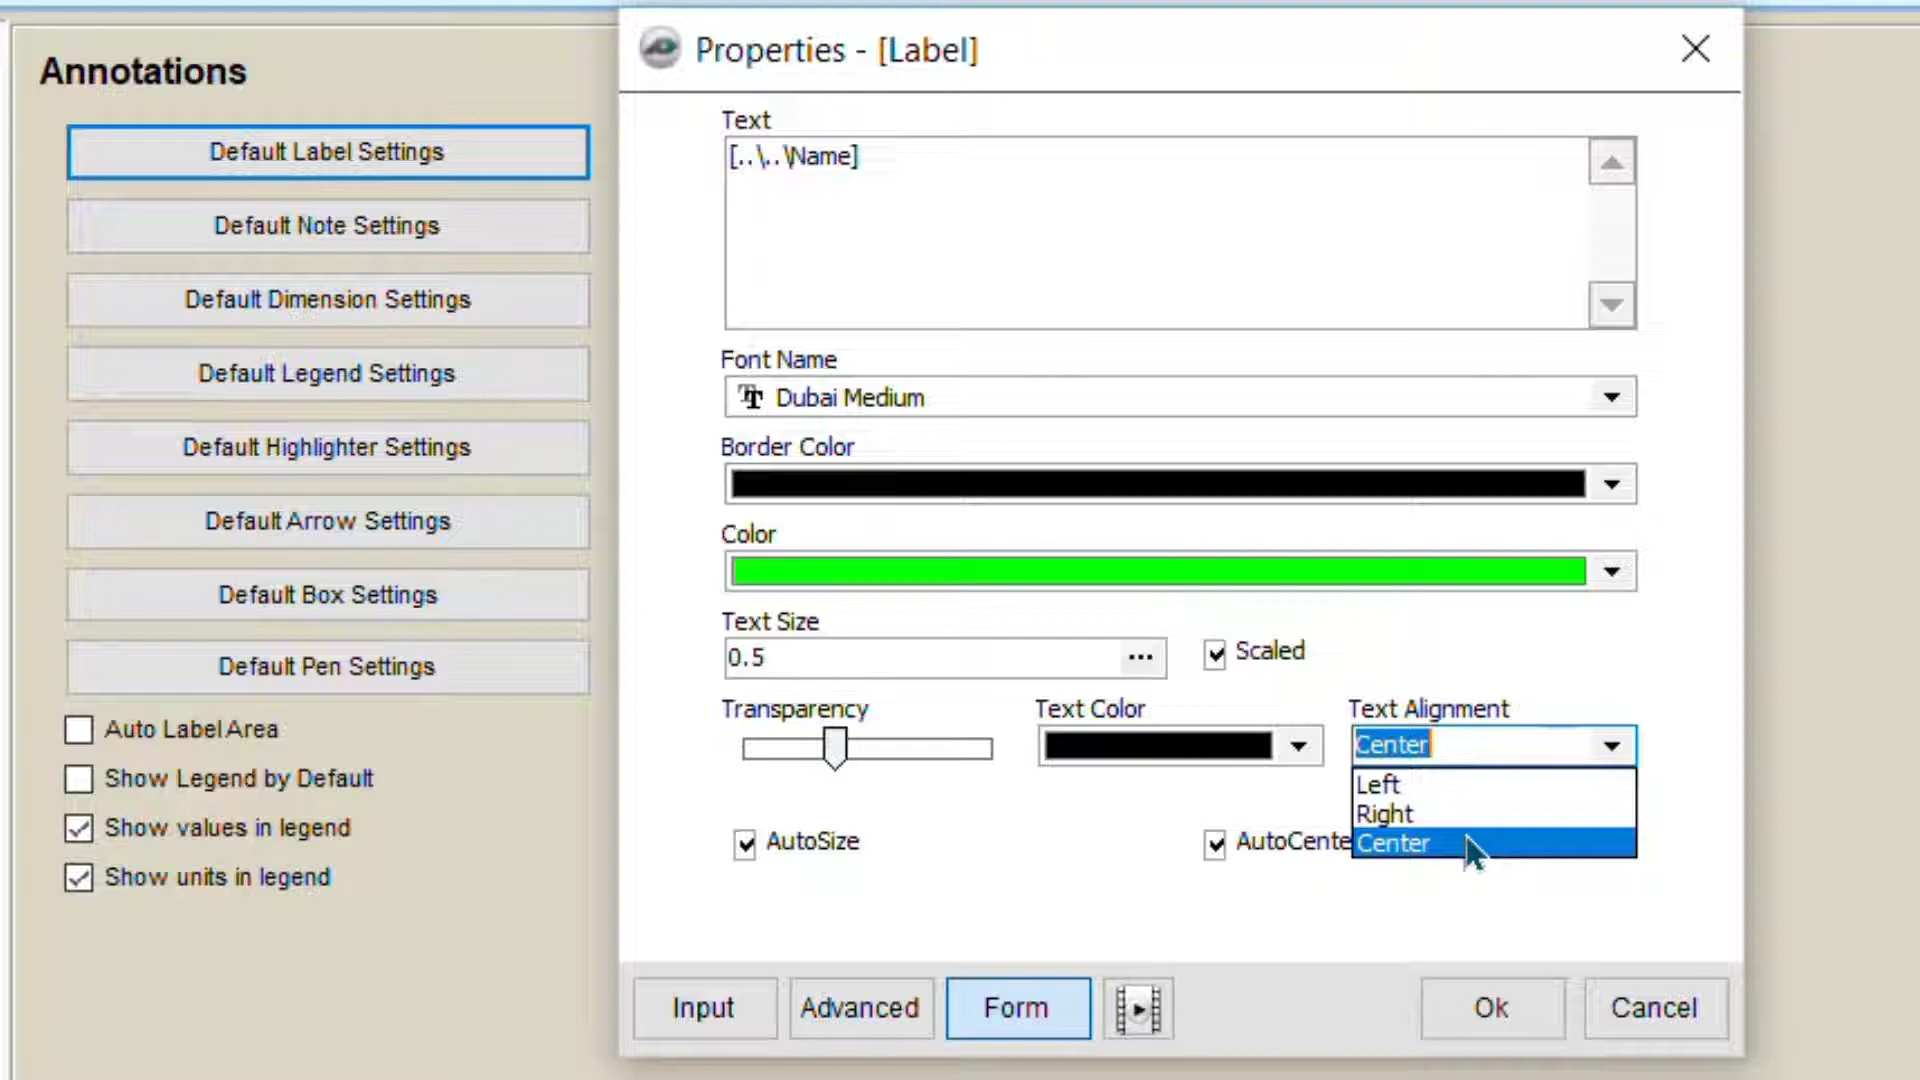 Annotations
Default Label Settings
Default Note Settings
Default Dimension Settings
Default Legend Settings
Default Highlighter Settings
Default Arrow Settings
Default Box Settings
Default Pen Settings
Auto Label Area
Show Legend by Default
Show values in legend
Show units in legend
Properties - [Label]
Text
[..\..\Name]
Font Name
Dubai Medium
Border Color
Color
Text Size
0.5
Scaled
Transparency
Text Color
Text Alignment
Center
Left
Right
Center
AutoSize
AutoCente
Input
Advanced
Form
Ok
Cancel